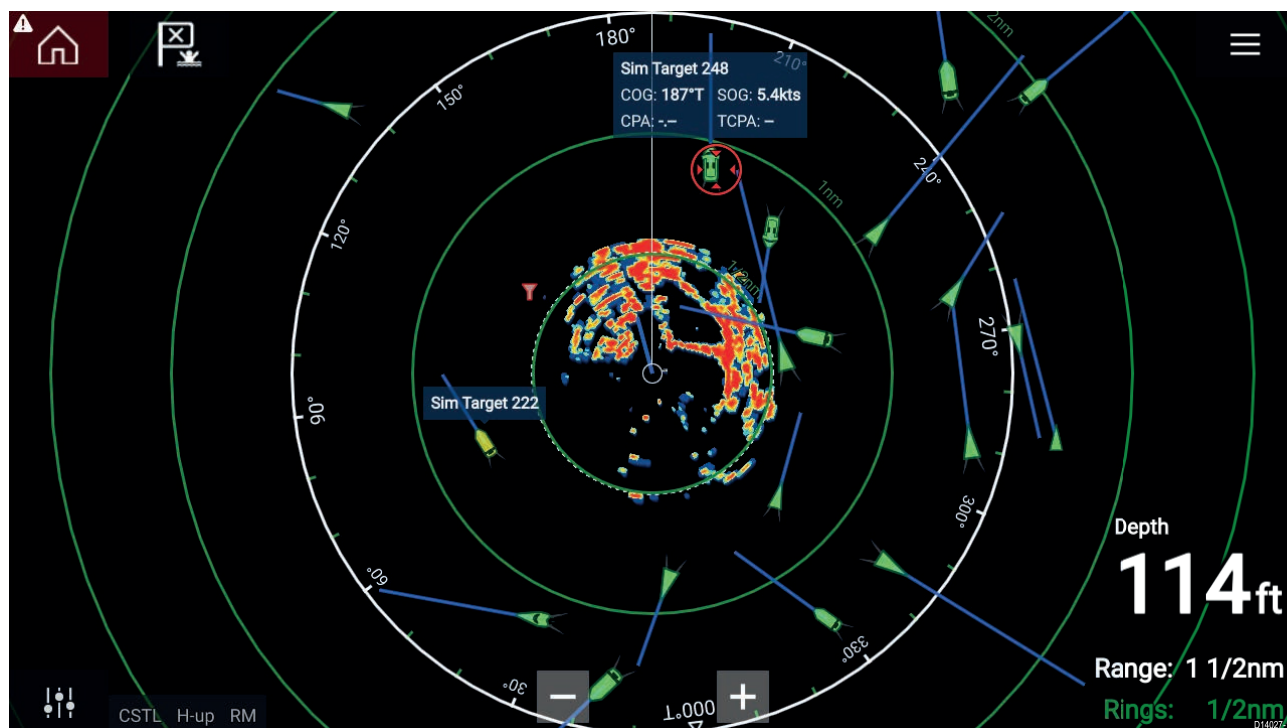 180°
210°
2nm
150°
Sim Target 248
COG: 187°T SOG: 5.4kts
CPA: -.-- TCPA: --
240°
1nm
120°
1/2nm
270°
90°
Sim Target 222
300°
Depth
114ft
60°
330°
30°
000°T
Range: 1 1/2nm
Rings: 1/2nm
CSTL H-up RM
D14027